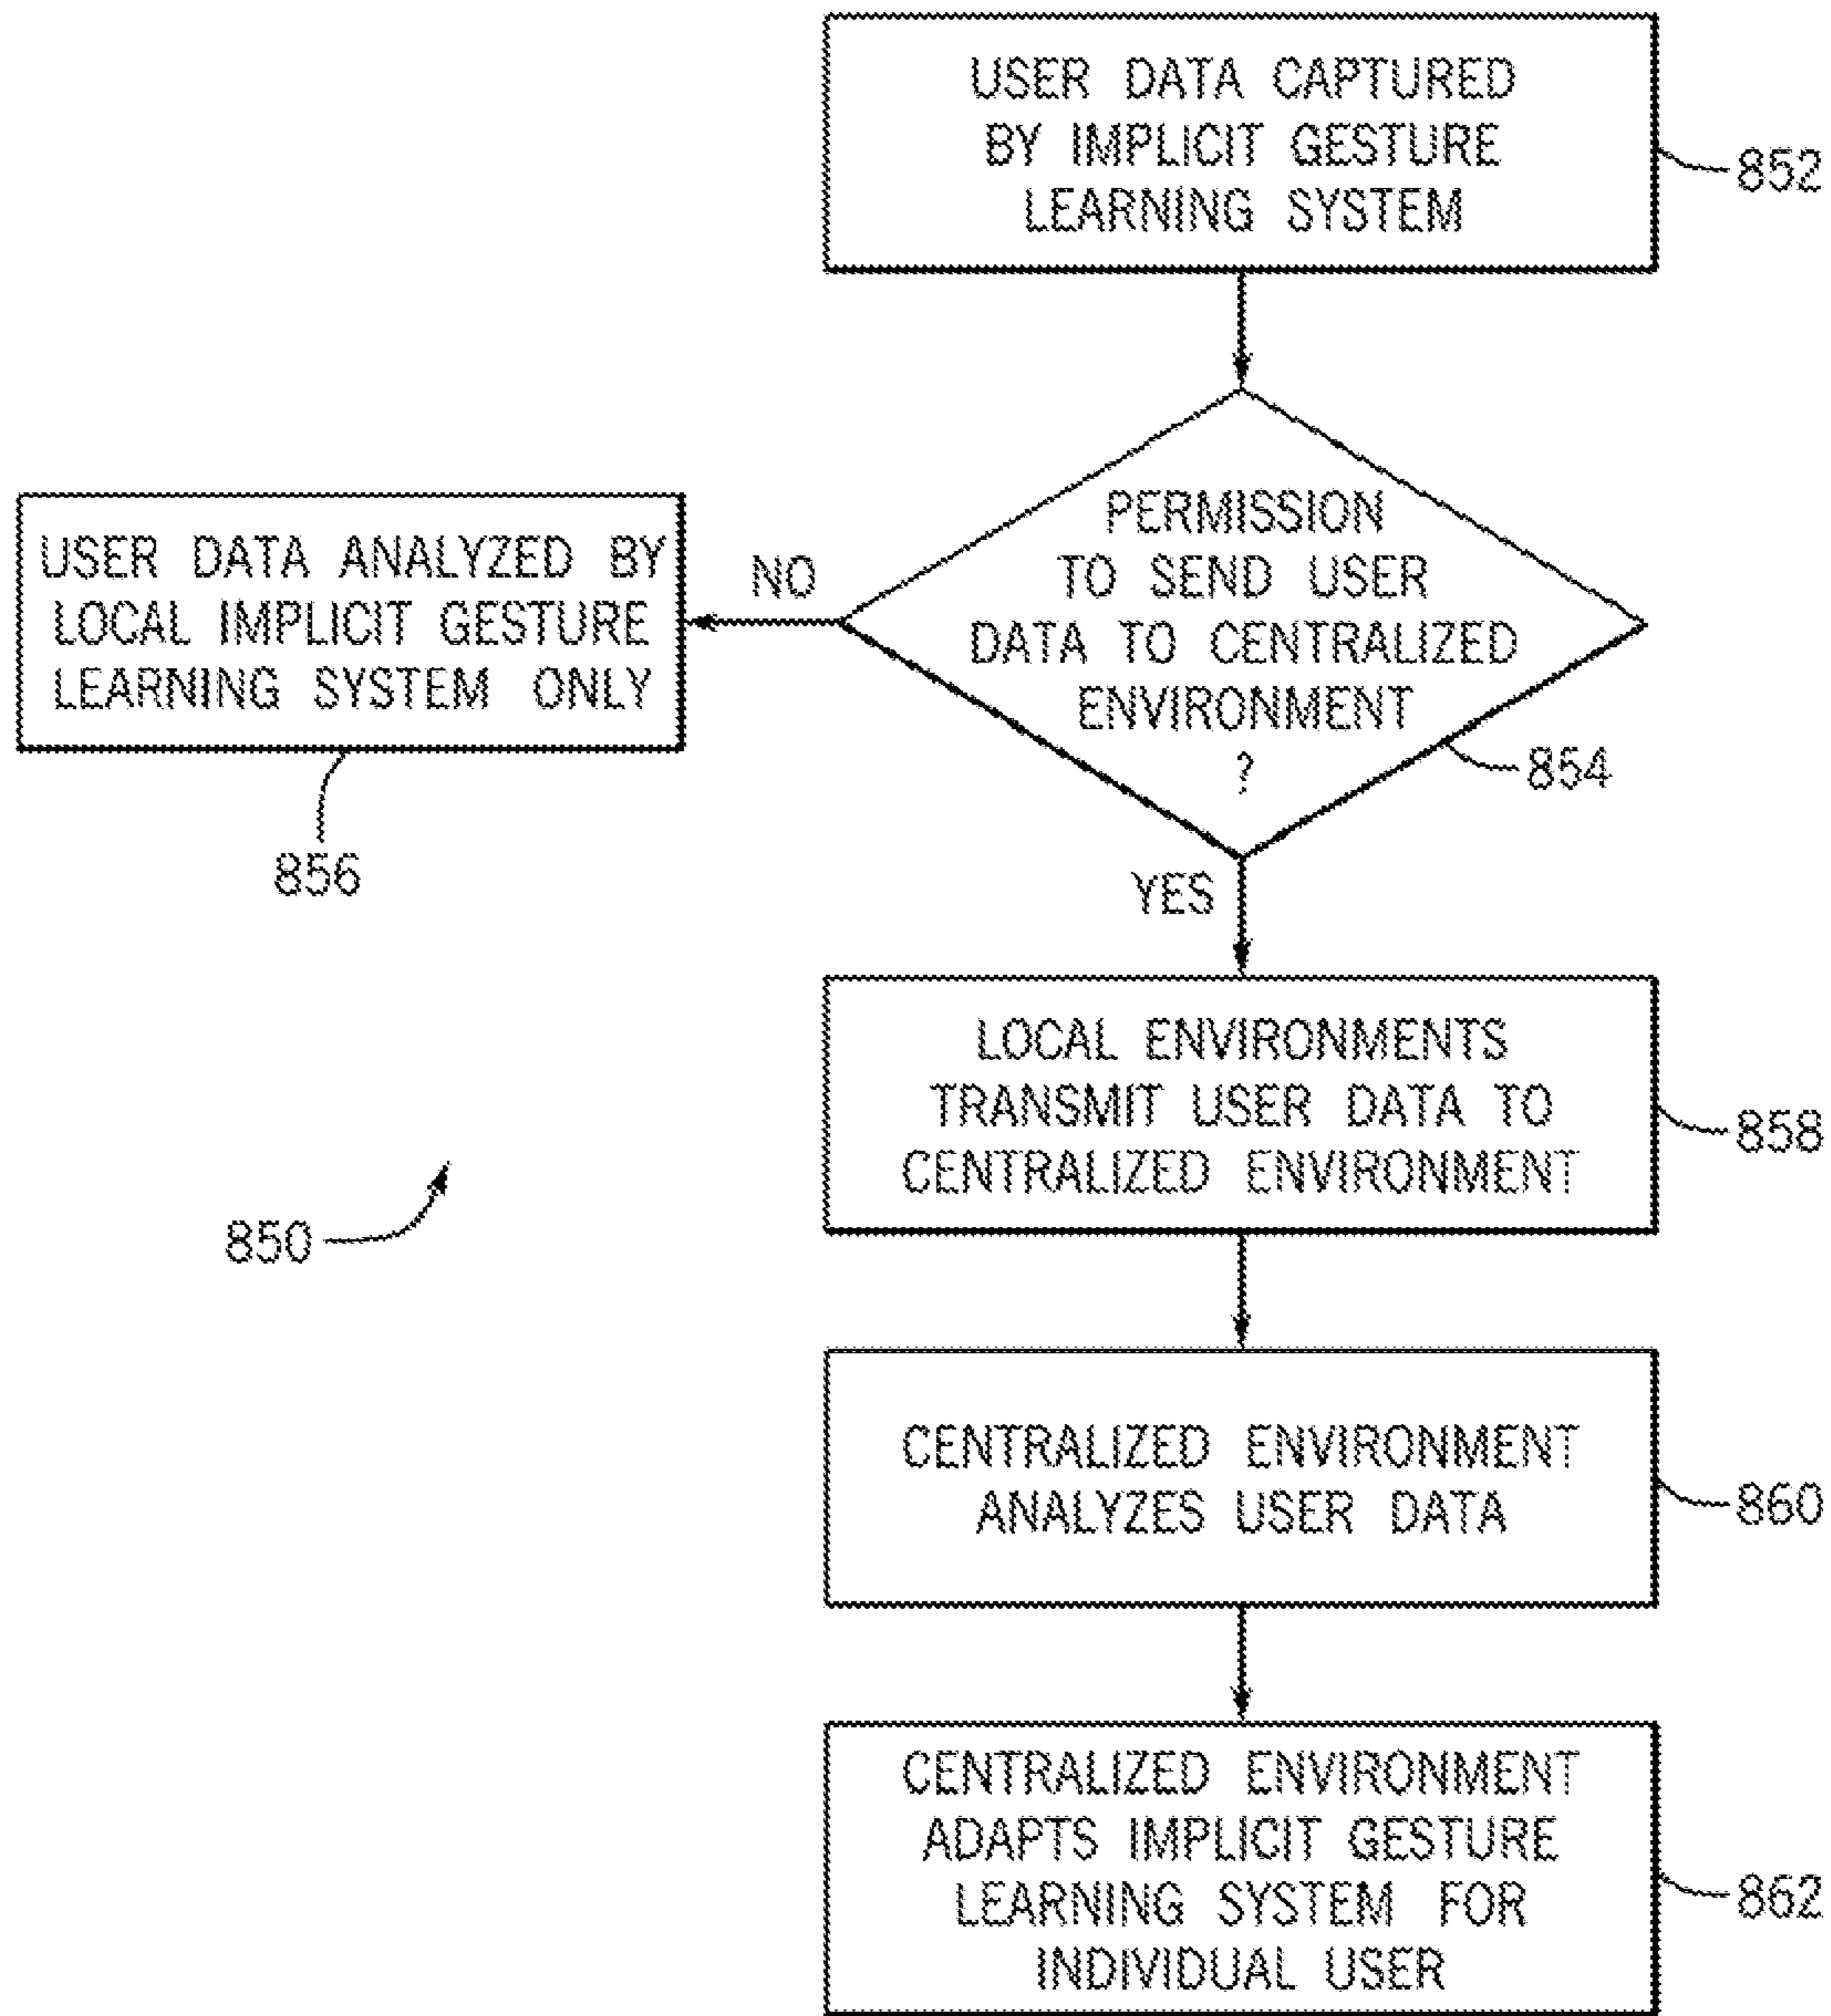 USER DATA CAPTURED
BY IMPLICIT GESTURE
LEARNING SYSTEM
852
PERMISSION
TO SEND USER
DATA TO CENTRALIZED
ENVIRONMENT
?
854
NO
USER DATA ANALYZED BY
LOCAL IMPLICIT GESTURE
LEARNING SYSTEM ONLY
856
YES
LOCAL ENVIRONMENTS
TRANSMIT USER DATA TO
CENTRALIZED ENVIRONMENT
858
850
CENTRALIZED ENVIRONMENT
ANALYZES USER DATA
860
CENTRALIZED ENVIRONMENT
ADAPTS IMPLICIT GESTURE
LEARNING SYSTEM FOR
INDIVIDUAL USER
862